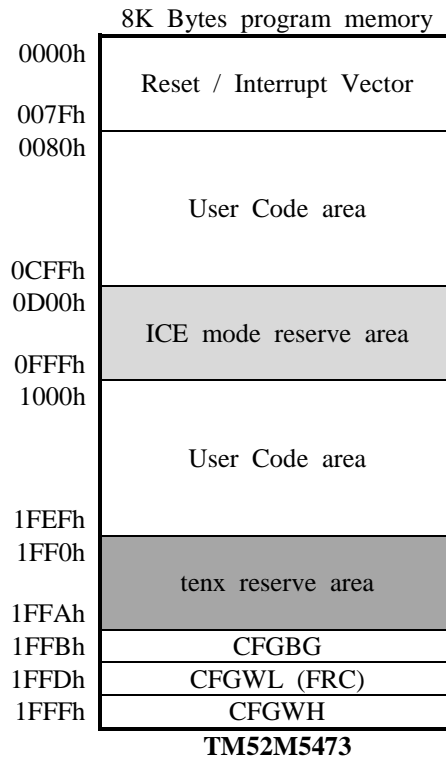 8K Bytes program memory
0000h
Reset / Interrupt Vector
007Fh
0080h
User Code area
0CFFh
0D00h
ICE mode reserve area
0FFFh
1000h
User Code area
1FEFh
1FF0h
tenx reserve area
1FFAh
1FFBh CFGBG
1FFDh CFGWL (FRC)
1FFFh CFGWH
TM52M5473